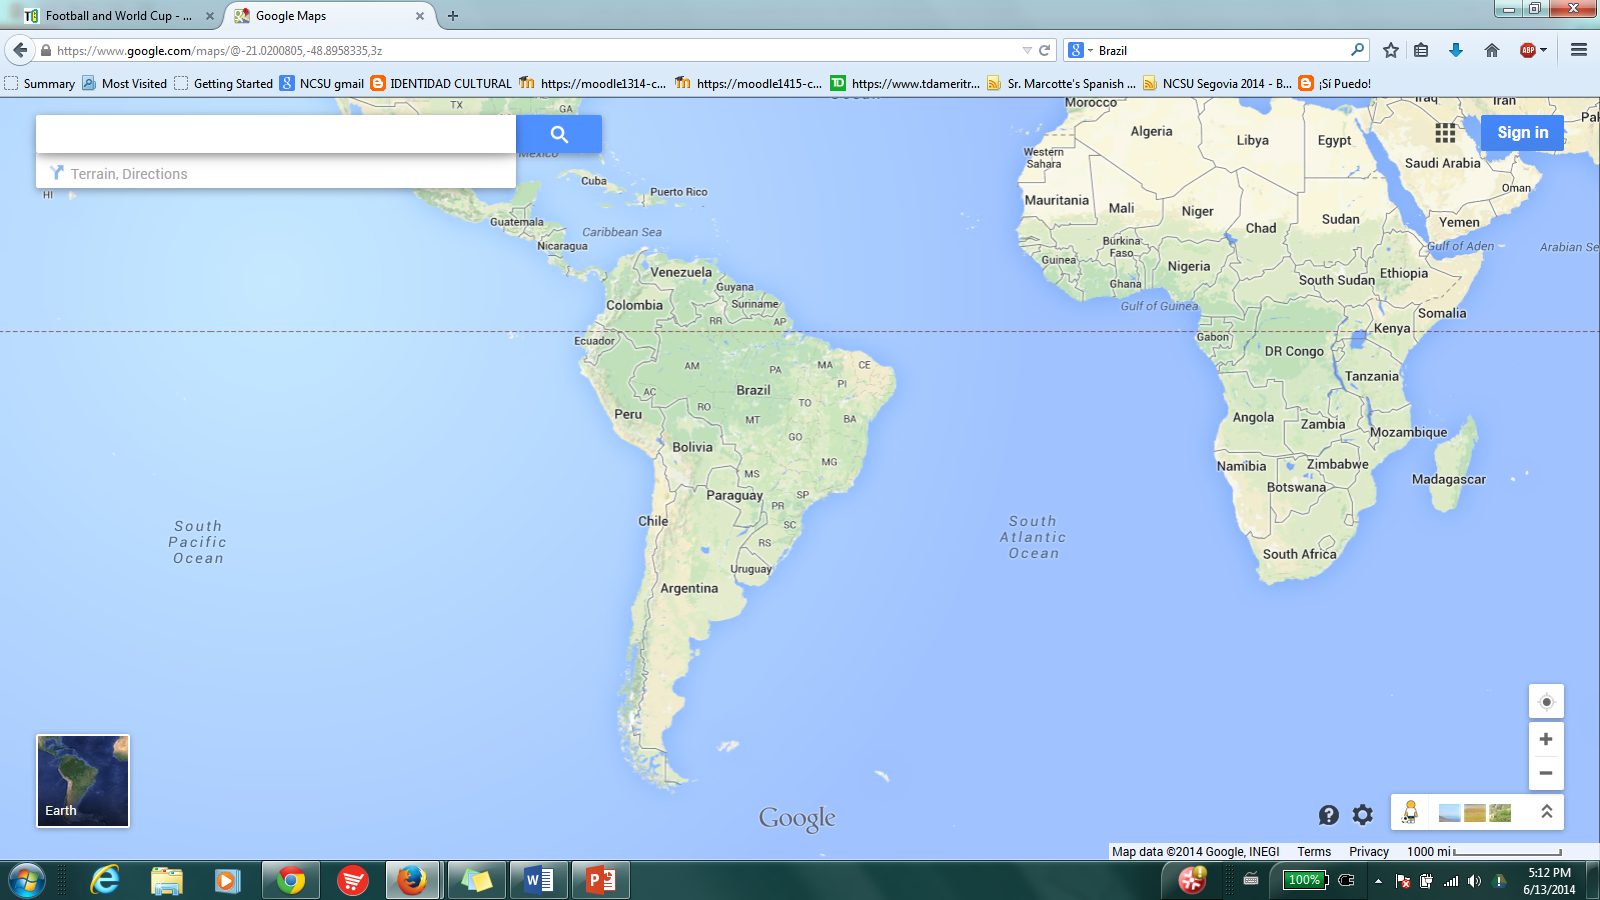 Football and World Cup - ...
Google Maps
https://www.google.com/maps/@-21.0200805,-48.8958335,3z
Brazil
Summary
Most Visited
Getting Started
NCSU gmail
IDENTIDAD CULTURAL
https://moodle1314-c...
https://moodle1415-c...
https://www.tdameritr...
Sr. Marcotte's Spanish ...
NCSU Segovia 2014 - B...
¡Sí Puedo!
Terrain, Directions
Sign in
TX
GA
Mexico
HI
Cuba
Puerto Rico
Guatemala
Caribbean Sea
Nicaragua
Venezuela
Guyana
Colombia
Suriname
RR
AP
Ecuador
AM
PA
MA
CE
PI
AC
RO
Brazil
TO
MT
BA
Peru
GO
Bolivia
MG
MS
Paraguay
SP
PR
Chile
SC
RS
Uruguay
Argentina
South
Pacific
Ocean
South
Atlantic
Ocean
Morocco
Algeria
Libya
Egypt
Iraq
Iran
Pak
Western
Sahara
Saudi Arabia
Oman
Mauritania
Mali
Niger
Chad
Sudan
Yemen
Gulf of Aden
Arabian Se
Burkina
Faso
Guinea
Ghana
Nigeria
South Sudan
Ethiopia
Gulf of Guinea
Somalia
Kenya
Gabon
DR Congo
Tanzania
Angola
Zambia
Mozambique
Namibia
Zimbabwe
Botswana
Madagascar
South Africa
Earth
Google
Map data ©2014 Google, INEGI
Terms
Privacy
1000 mi
100%
5:12 PM
6/13/2014